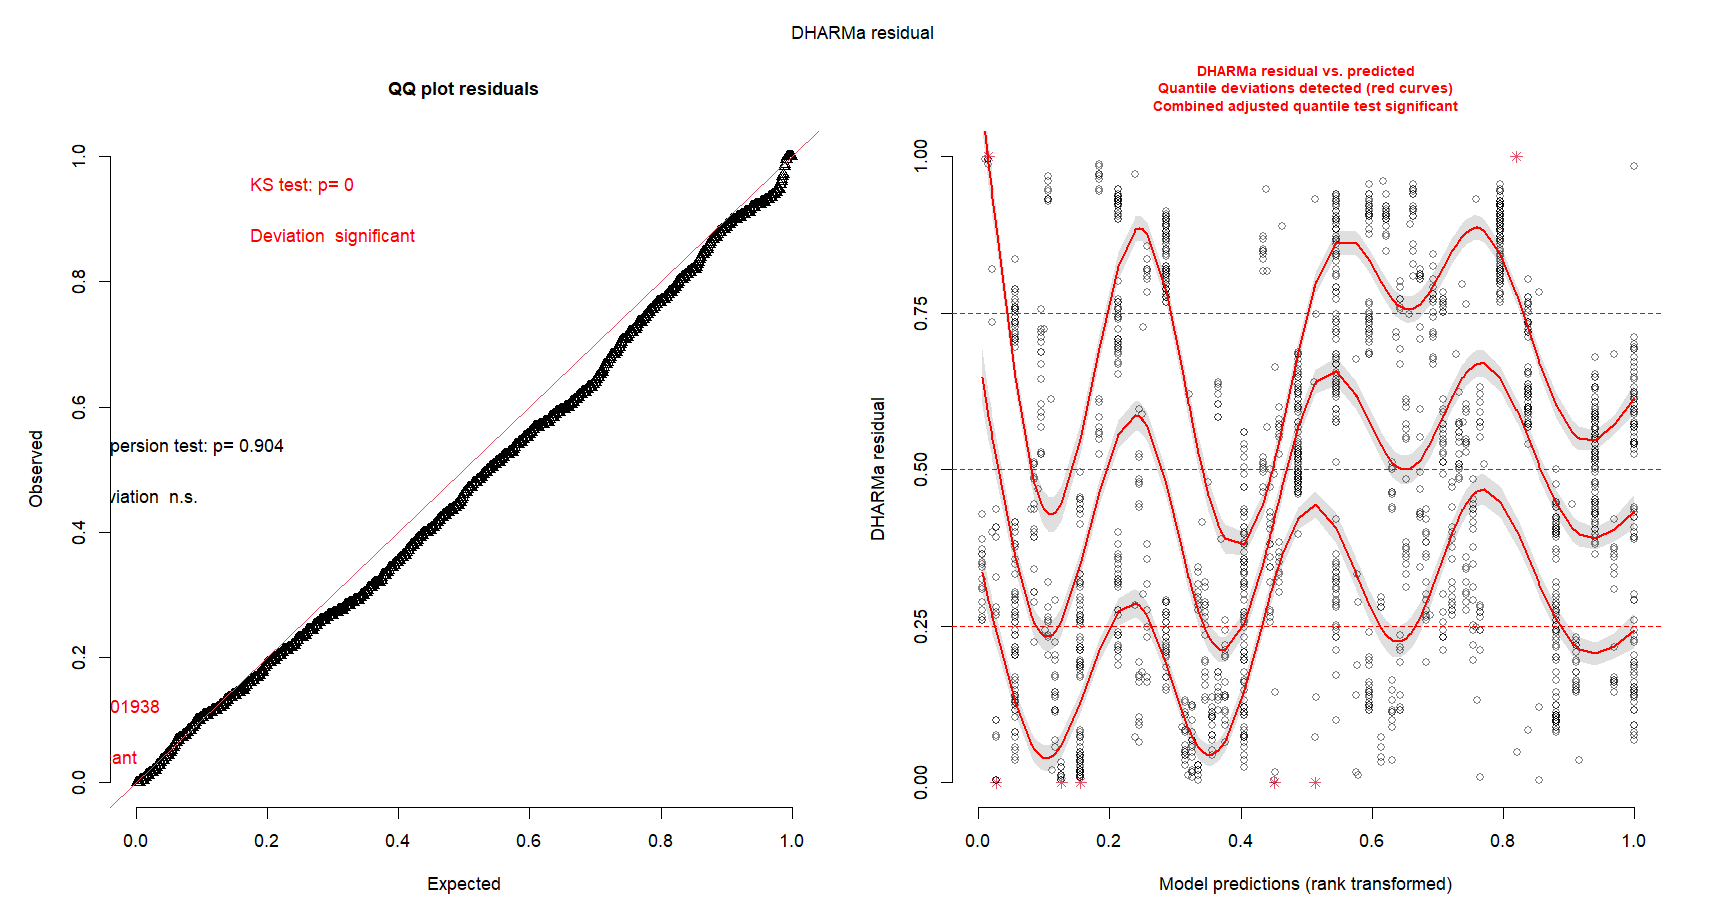 DHARMa residual
QQ plot residuals
KS test: p= 0
Deviation  significant
persion test: p= 0.904
viation  n.s.
01938
ant
Observed
0.0
0.2
0.4
0.6
0.8
1.0
0.0
0.2
0.4
0.6
0.8
1.0
Expected
DHARMa residual vs. predicted
Quantile deviations detected (red curves)
Combined adjusted quantile test significant
DHARMa residual
0.00
0.25
0.50
0.75
1.00
0.0
0.2
0.4
0.6
0.8
1.0
Model predictions (rank transformed)